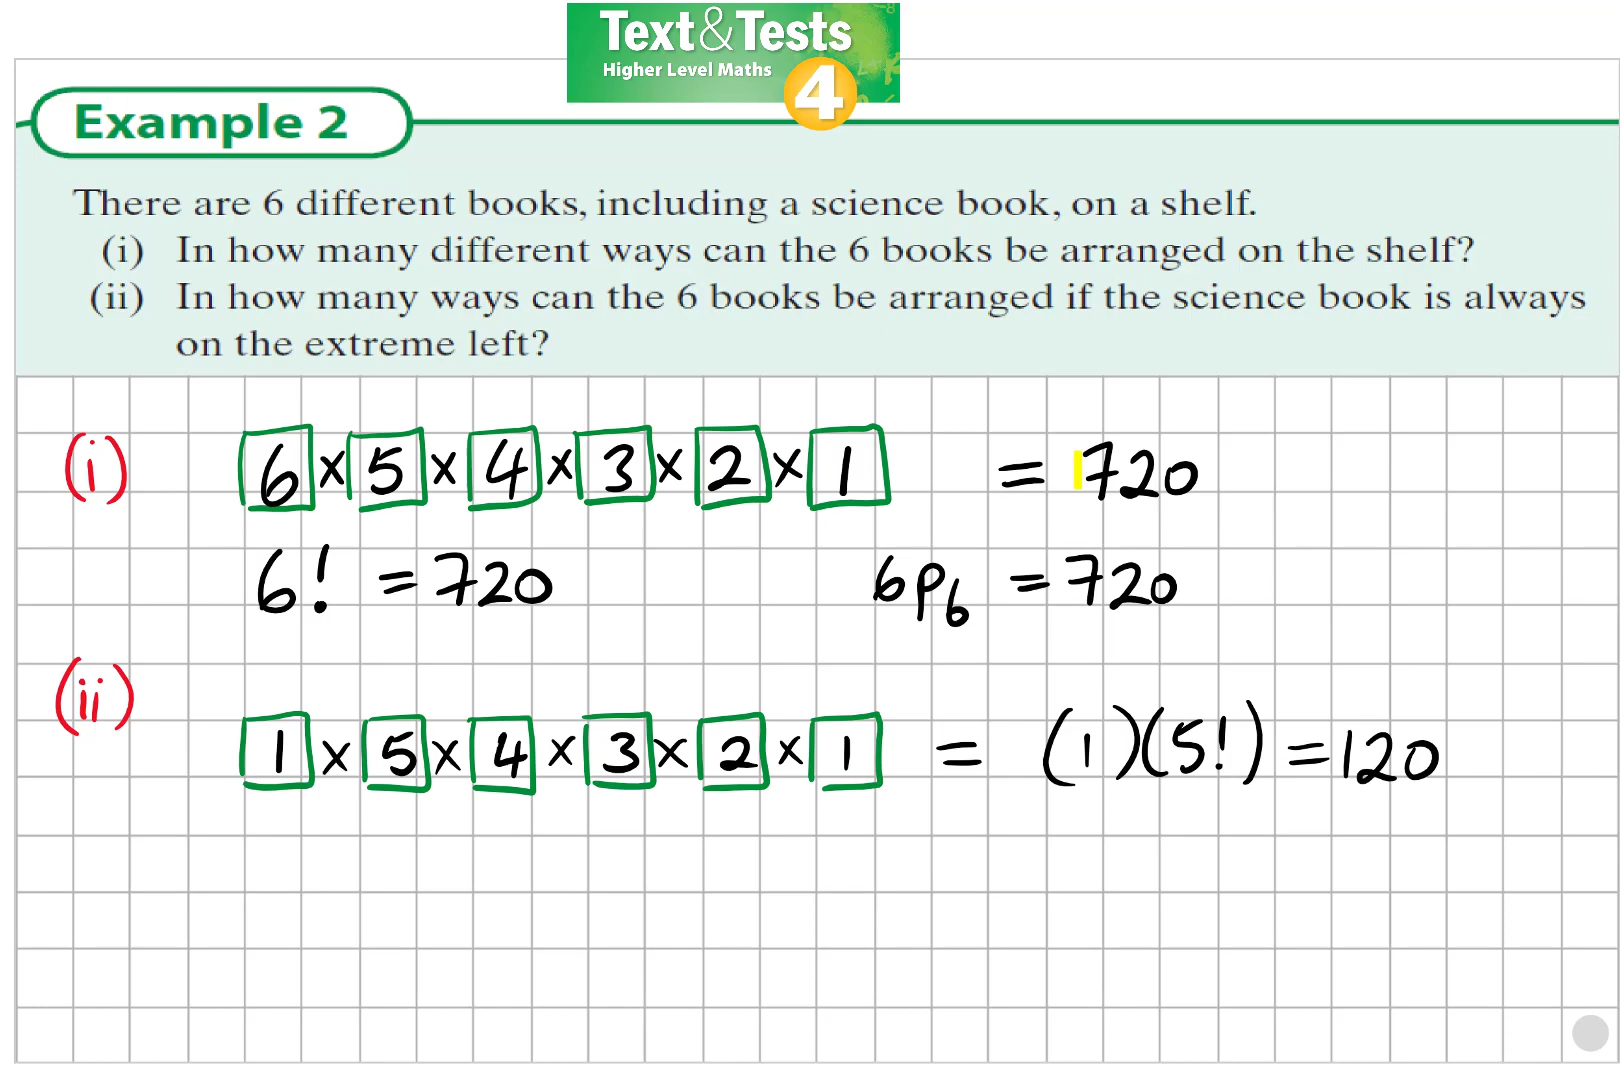 Text&Tests
Higher Level Maths
4
Example 2
There are 6 different books, including a science book, on a shelf.
(i) In how many different ways can the 6 books be arranged on the shelf?
(ii) In how many ways can the 6 books be arranged if the science book is always
on the extreme left?
(i) 6 × 5 × 4 × 3 × 2 × 1 = 720
6! = 720 6P6 = 720
(ii) 1 × 5 × 4 × 3 × 2 × 1 = (1)(5!) = 120